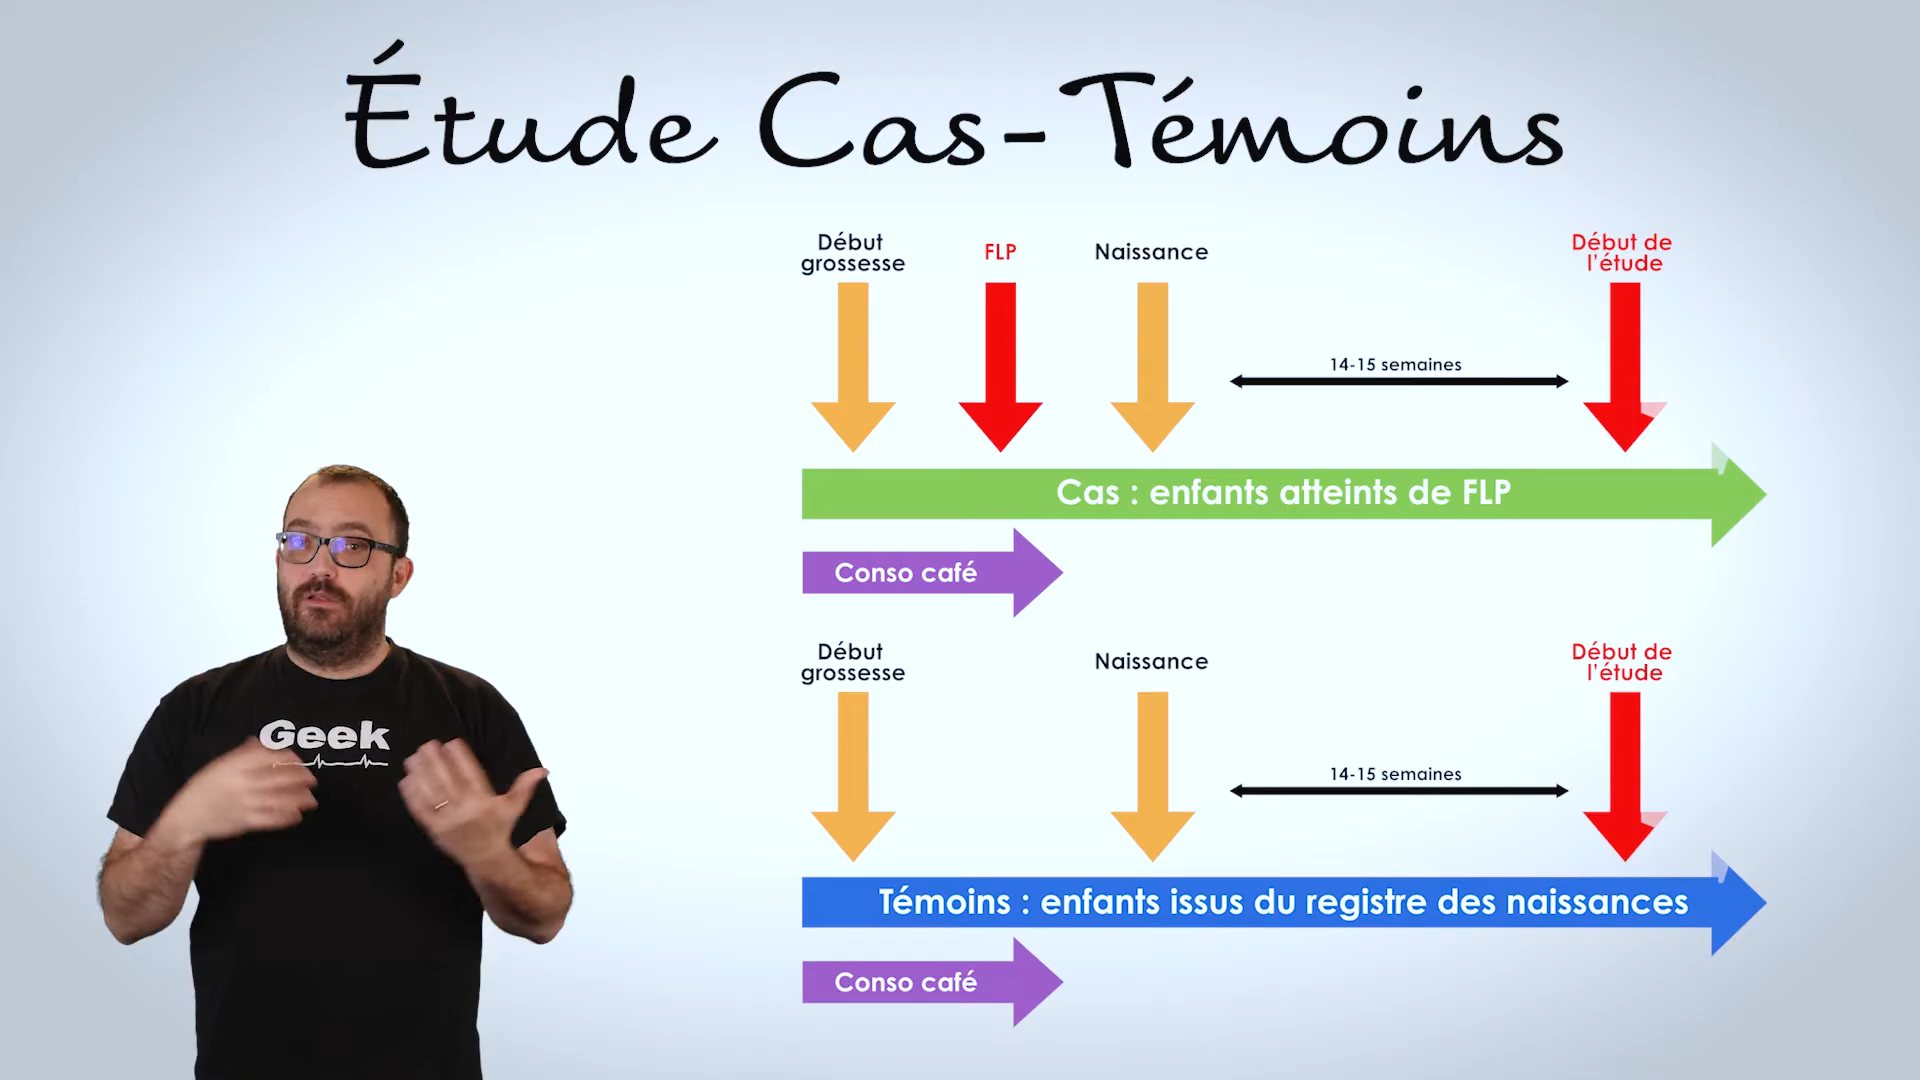 Étude Cas-Témoins
Début
grossesse
FLP
Naissance
Début de
l'étude
14-15 semaines
Cas : enfants atteints de FLP
Conso café
Geek
Début
grossesse
Naissance
Début de
l'étude
14-15 semaines
Témoins : enfants issus du registre des naissances
Conso café